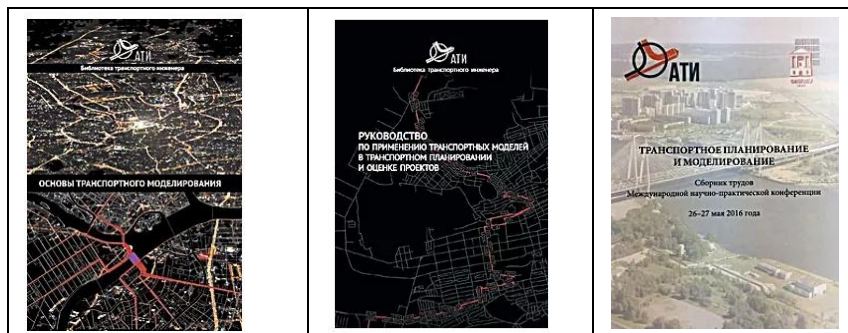 АТИ
Библиотека транспортного инженера
ОСНОВЫ ТРАНСПОРТНОГО МОДЕЛИРОВАНИЯ
АТИ
Библиотека транспортного инженера
РУКОВОДСТВО
ПО ПРИМЕНЕНИЮ ТРАНСПОРТНЫХ МОДЕЛЕЙ
В ТРАНСПОРТНОМ ПЛАНИРОВАНИИ
И ОЦЕНКЕ ПРОЕКТОВ
АТИ
ТРАНСПОРТНОЕ ПЛАНИРОВАНИЕ
И МОДЕЛИРОВАНИЕ
Сборник трудов
Международной научно-практической конференции
26–27 мая 2016 года